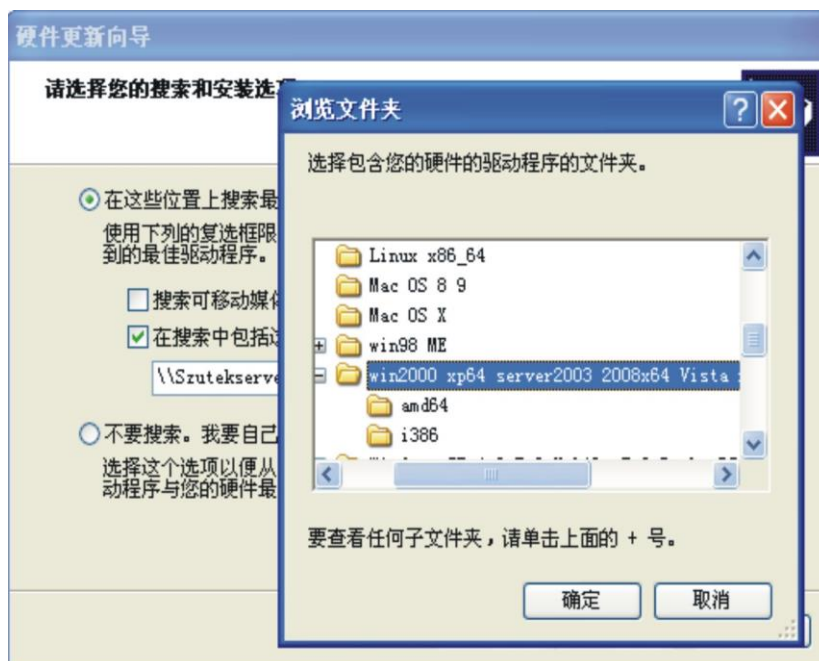 硬件更新向导
请选择您的搜索和安装选项
在这些位置上搜索最
使用下列的复选框限
到的最佳驱动程序。
搜索可移动媒体
在搜索中包括这
\\Szutekserve
不要搜索。我要自己
选择这个选项以便从
动程序与您的硬件最
浏览文件夹
选择包含您的硬件的驱动程序的文件夹。
Linux x86_64
Mac OS 8 9
Mac OS X
win98 ME
win2000 xp64 server2003 2008x64 Vista
amd64
i386
要查看任何子文件夹，请单击上面的 + 号。
确定
取消